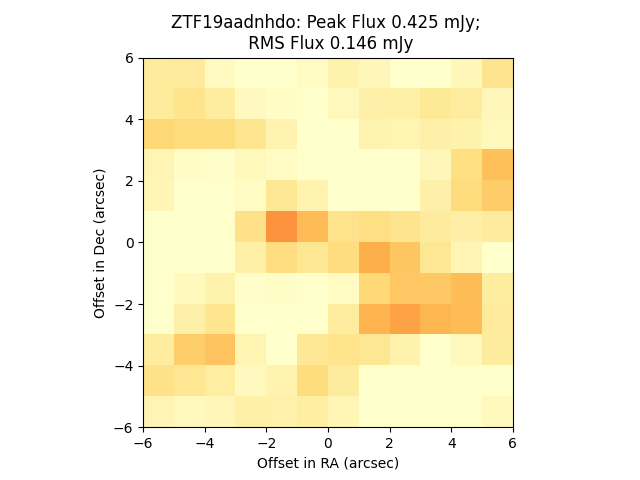 ZTF19aadnhdo: Peak Flux 0.425 mJy;
RMS Flux 0.146 mJy
6
4
2
0
−2
−4
−6
Offset in Dec (arcsec)
−6 −4 −2 0 2 4 6
Offset in RA (arcsec)